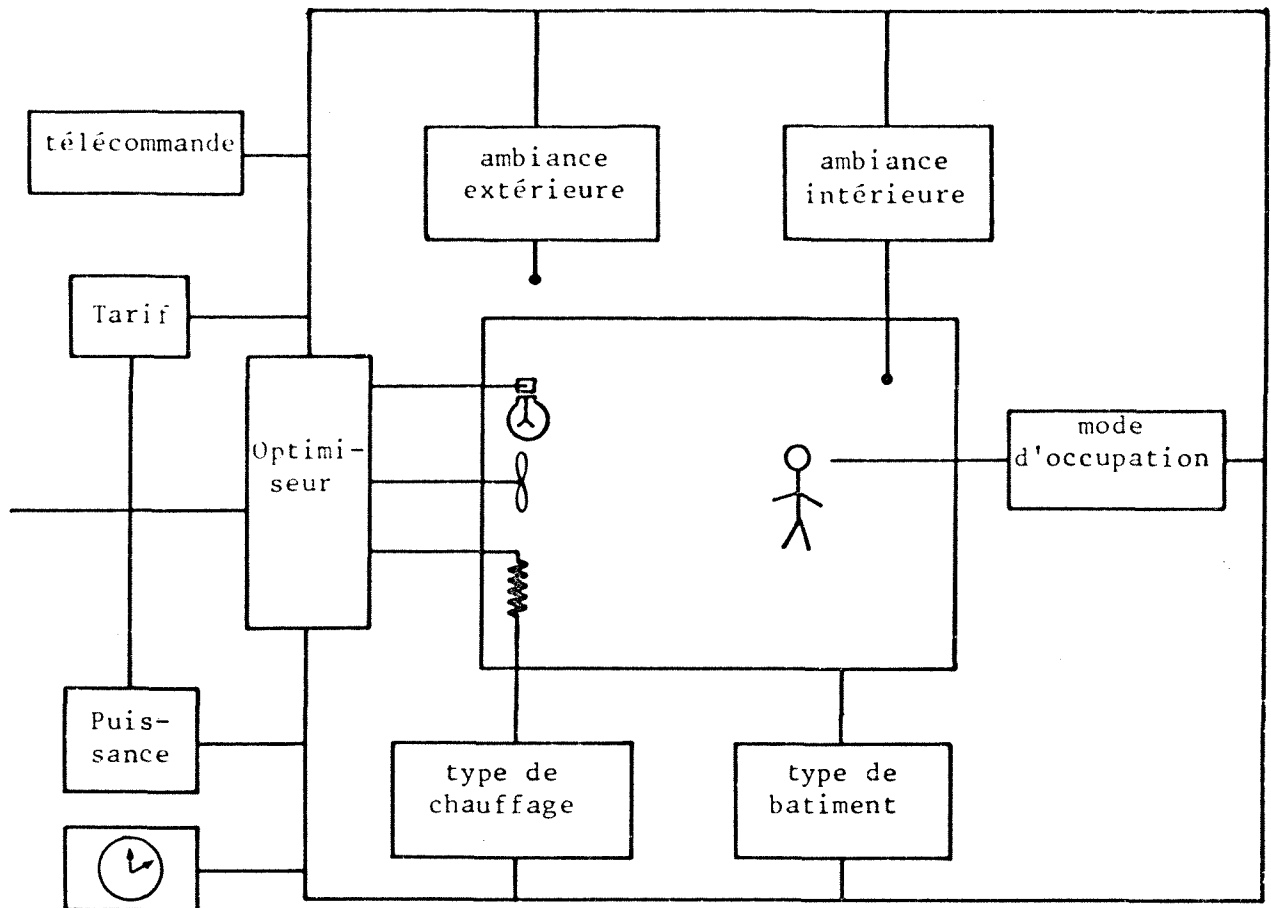 télécommande
ambiance
extérieure
ambiance
intérieure
Tarif
Optimi-
seur
mode
d'occupation
Puis-
sance
type de
chauffage
type de
batiment